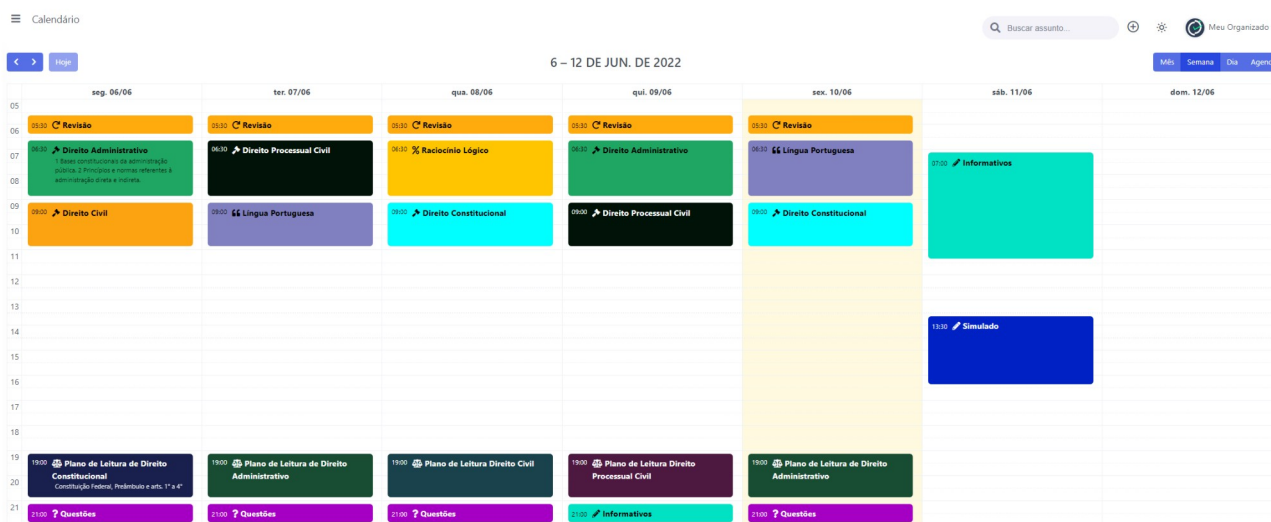 Calendário
Buscar assunto...
Meu Organizado
Hoje
6 – 12 DE JUN. DE 2022
Mês Semana Dia Agend
seg. 06/06 ter. 07/06 qua. 08/06 qui. 09/06 sex. 10/06 sáb. 11/06 dom. 12/06
05
05:30 Revisão 05:30 Revisão 05:30 Revisão 05:30 Revisão 05:30 Revisão
06
06:30 Direito Administrativo
1 Bases constitucionais da administração
pública. 2 Princípios e normas referentes à
administração direta e indireta.
06:30 Direito Processual Civil
06:30 % Raciocínio Lógico
06:30 Direito Administrativo
06:30 Língua Portuguesa
07
07:00 Informativos
08
09
09:00 Direito Civil
09:00 Língua Portuguesa
09:00 Direito Constitucional
09:00 Direito Processual Civil
09:00 Direito Constitucional
10
11
12
13
13:30 Simulado
14
15
16
17
18
19
19:00 Plano de Leitura de Direito
Constitucional
Constituição Federal, Preâmbulo e arts. 1° a 4°
19:00 Plano de Leitura de Direito
Administrativo
19:00 Plano de Leitura Direito Civil
19:00 Plano de Leitura Direito
Processual Civil
19:00 Plano de Leitura de Direito
Administrativo
20
21
21:00 ? Questões
21:00 ? Questões
21:00 ? Questões
21:00 Informativos
21:00 ? Questões